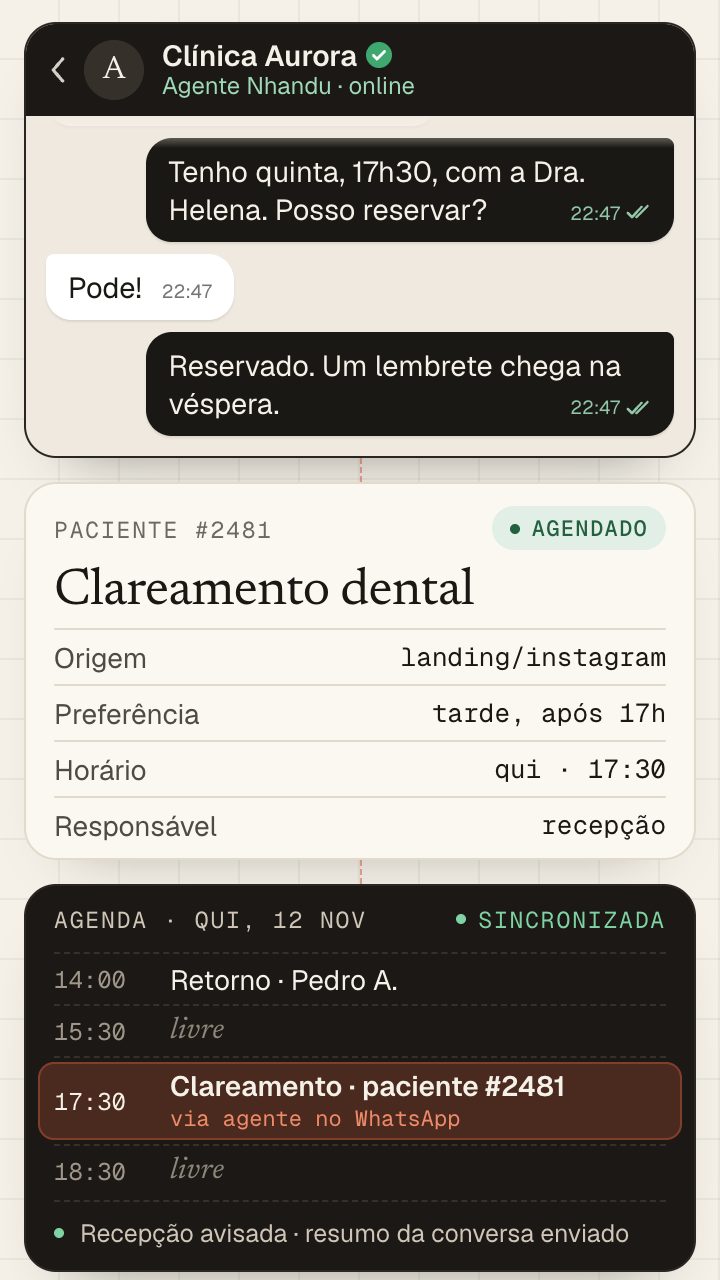 A
Clínica Aurora
Agente Nhandu · online
Tenho quinta, 17h30, com a Dra.
Helena. Posso reservar? 22:47
Pode! 22:47
Reservado. Um lembrete chega na
véspera. 22:47
PACIENTE #2481
AGENDADO
Clareamento dental
Origem landing/instagram
Preferência tarde, após 17h
Horário qui · 17:30
Responsável recepção
AGENDA · QUI, 12 NOV SINCRONIZADA
14:00 Retorno · Pedro A.
15:30 livre
17:30 Clareamento · paciente #2481
via agente no WhatsApp
18:30 livre
Recepção avisada · resumo da conversa enviado